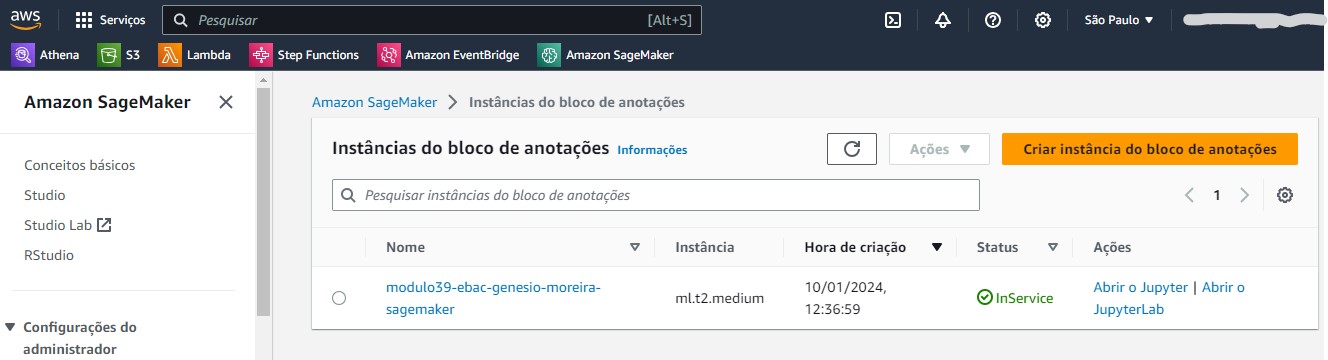 aws Serviços Pesquisar [Alt+S] São Paulo
Athena S3 Lambda Step Functions Amazon EventBridge Amazon SageMaker
Amazon SageMaker
Conceitos básicos
Studio
Studio Lab
RStudio
Configurações do
administrador
Amazon SageMaker Instâncias do bloco de anotações
Instâncias do bloco de anotações Informações Ações Criar instância do bloco de anotações
Pesquisar instâncias do bloco de anotações 1
Nome Instância Hora de criação Status Ações
modulo39-ebac-genesio-moreira-
sagemaker
ml.t2.medium
10/01/2024,
12:36:59
InService
Abrir o Jupyter | Abrir o
JupyterLab